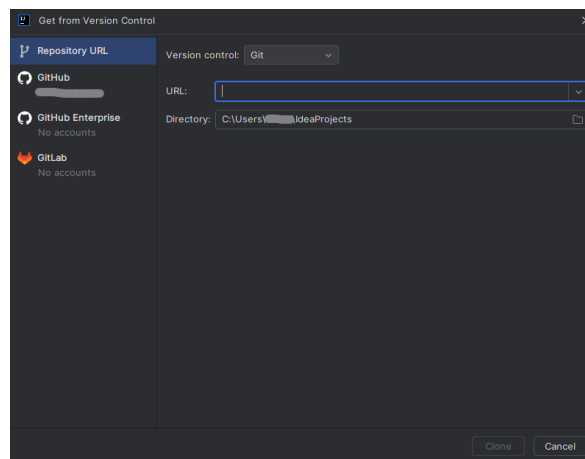 Get from Version Control
Repository URL
GitHub
GitHub Enterprise
No accounts
GitLab
No accounts
Version control: Git
URL:
Directory: C:\Users\ \IdeaProjects
Clone
Cancel